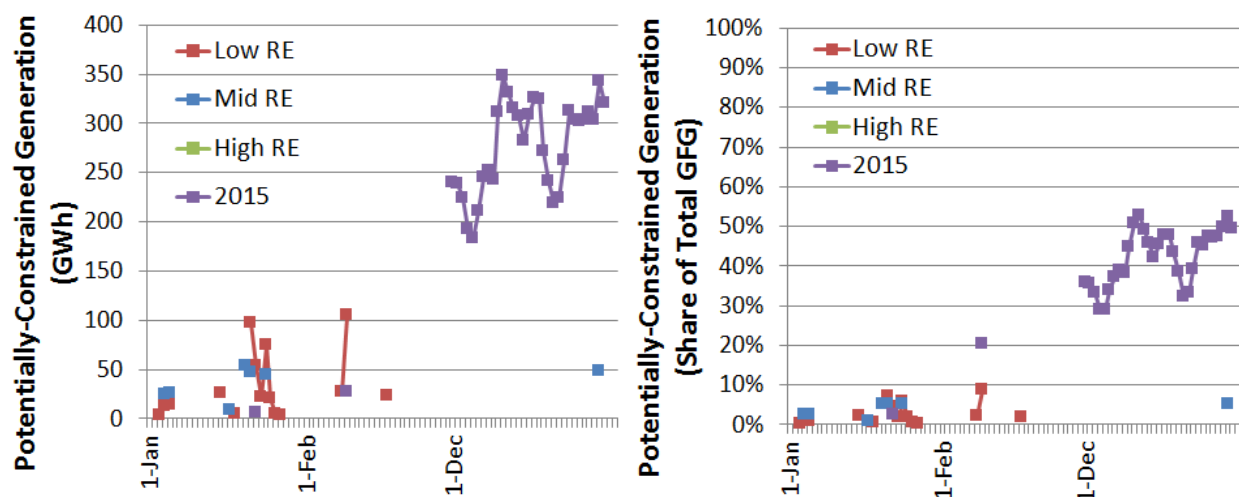 Potentially-Constrained Generation
(GWh)
400
350
300
250
200
150
100
50
0
Low RE
Mid RE
High RE
2015
1-Jan
1-Feb
1-Dec
Potentially-Constrained Generation
(Share of Total GFG)
100%
90%
80%
70%
60%
50%
40%
30%
20%
10%
0%
Low RE
Mid RE
High RE
2015
1-Jan
1-Feb
1-Dec